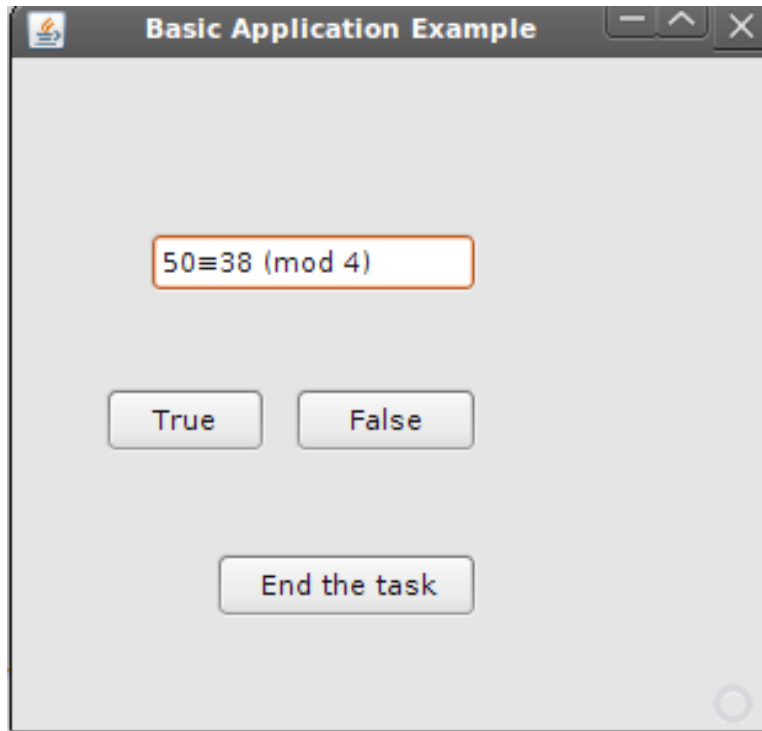 Basic Application Example
50≡38 (mod 4)
True False
End the task